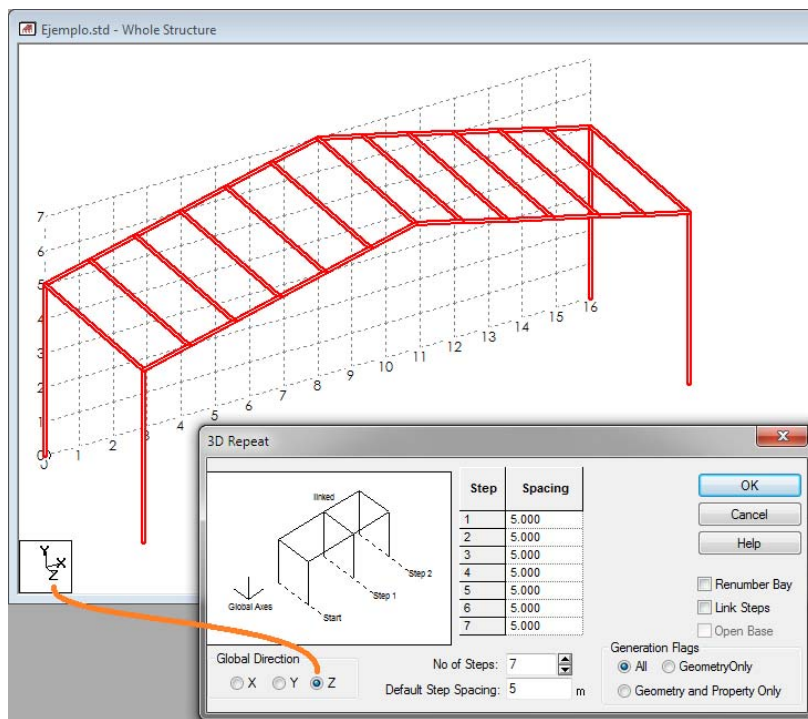 Ejemplo.std - Whole Structure
7
6
5
4
3
2
1
0
0 1 2 3 4 5 6 7 8 9 10 11 12 13 14 15 16
Y X
Z
3D Repeat
linked
Step 2
Step 1
Start
Global Axes
Step Spacing
1 5.000
2 5.000
3 5.000
4 5.000
5 5.000
6 5.000
7 5.000
OK
Cancel
Help
Renumber Bay
Link Steps
Open Base
Global Direction
X Y Z
No of Steps: 7
Default Step Spacing: 5 m
Generation Flags
All GeometryOnly
Geometry and Property Only